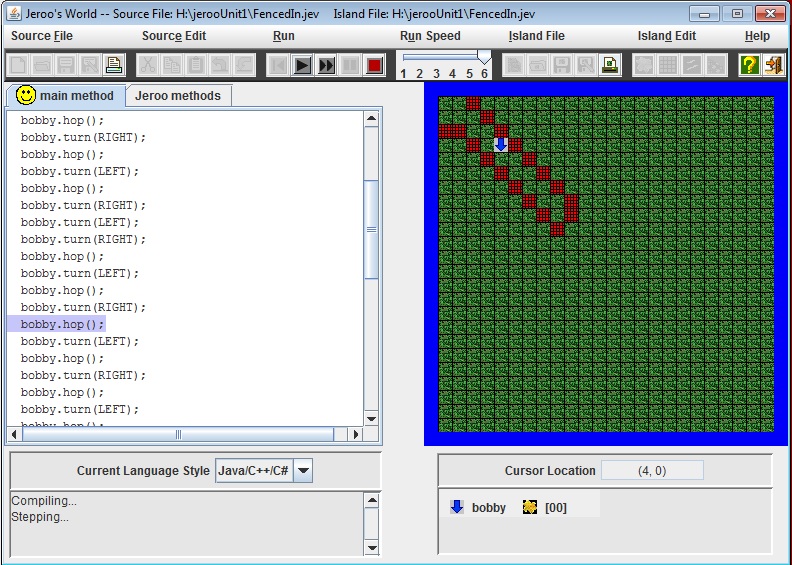 Jeroo's World -- Source File: H:\jerooUnit1\FencedIn.jev Island File: H:\jerooUnit1\FencedIn.jev
Source File Source Edit Run Run Speed Island File Island Edit Help
1 2 3 4 5 6
main method Jeroo methods
bobby.hop();
bobby.turn(RIGHT);
bobby.hop();
bobby.turn(LEFT);
bobby.hop();
bobby.turn(RIGHT);
bobby.turn(LEFT);
bobby.turn(RIGHT);
bobby.hop();
bobby.turn(LEFT);
bobby.hop();
bobby.turn(RIGHT);
bobby.hop();
bobby.turn(LEFT);
bobby.hop();
bobby.turn(RIGHT);
bobby.turn(LEFT);
bobby.hop();
Current Language Style Java/C++/C#
Cursor Location (4, 0)
Compiling...
Stepping...
bobby [00]